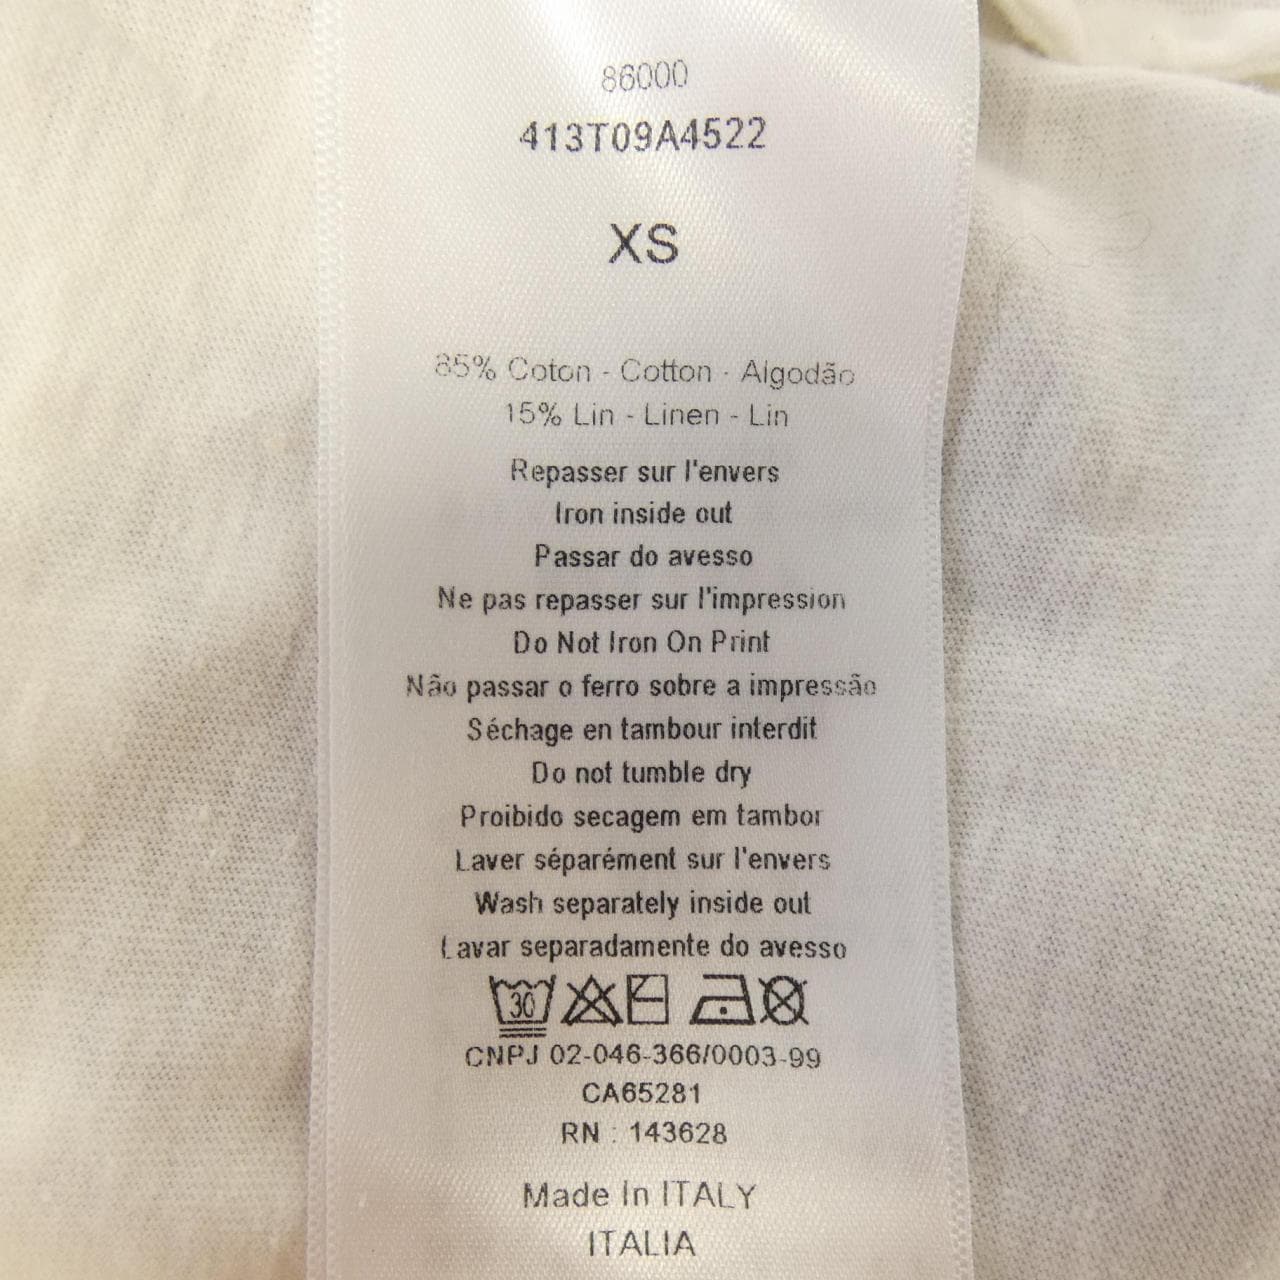 86000
413T09A4522
XS
85% Coton - Cotton - Algodão
15% Lin - Linen - Lin
Repasser sur l'envers
Iron inside out
Passar do avesso
Ne pas repasser sur l'impression
Do Not Iron On Print
Não passar o ferro sobre a impressão
Séchage en tambour interdit
Do not tumble dry
Proibido secagem em tambor
Laver séparément sur l'envers
Wash separately inside out
Lavar separadamente do avesso
30
CNPJ 02-046-366/0003-99
CA65281
RN : 143628
Made In ITALY
ITALIA